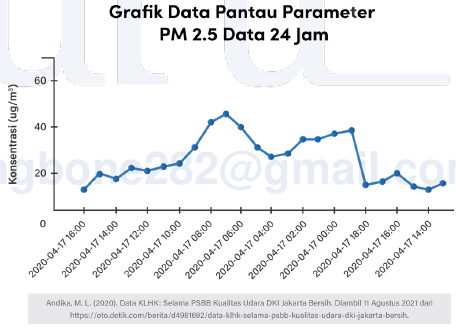 Grafik Data Pantau Parameter
PM 2.5 Data 24 Jam
Konsentrasi (ug/m³)
60
40
20
0
2020-04-17 16:00
2020-04-17 14:00
2020-04-17 12:00
2020-04-17 10:00
2020-04-17 08:00
2020-04-17 06:00
2020-04-17 04:00
2020-04-17 02:00
2020-04-17 00:00
2020-04-17 18:00
2020-04-17 16:00
2020-04-17 14:00
gbone282@gmail.com
Andika, M. L. (2020). Data KLHK: Selama PSBB Kualitas Udara DKI Jakarta Bersih. Diambil 11 Agustus 2021 dari
https://oto.detik.com/berita/d4981692/data-klhk-selama-psbb-kualitas-udara-dki-jakarta-bersih.